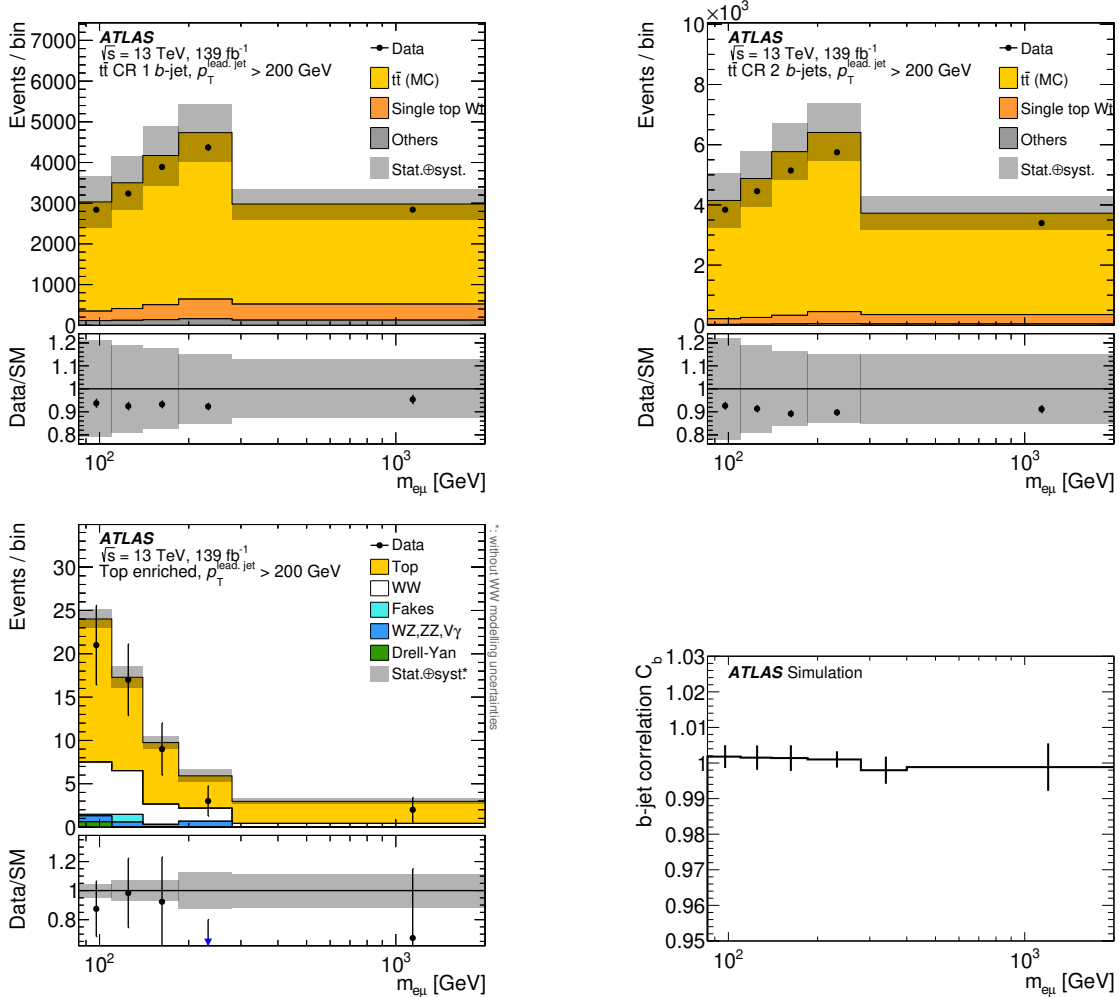 ATLAS
√s = 13 TeV, 139 fb⁻¹
tt̄ CR 1 b-jet, p_T^lead. jet > 200 GeV
Data
tt̄ (MC)
Single top Wt
Others
Stat.⊕syst.
Events / bin
7000
6000
5000
4000
3000
2000
1000
0
Data/SM
1.2
1.1
1
0.9
0.8
10²
10³
m_eμ [GeV]
×10³
ATLAS
√s = 13 TeV, 139 fb⁻¹
tt̄ CR 2 b-jets, p_T^lead. jet > 200 GeV
Data
tt̄ (MC)
Single top Wt
Others
Stat.⊕syst.
Events / bin
10
8
6
4
2
0
Data/SM
1.2
1.1
1
0.9
0.8
10²
10³
m_eμ [GeV]
ATLAS
√s = 13 TeV, 139 fb⁻¹
Top enriched, p_T^lead. jet > 200 GeV
Data
Top
WW
Fakes
WZ,ZZ,Vγ
Drell-Yan
Stat.⊕syst*
*: without WW modelling uncertainties
Events / bin
30
25
20
15
10
5
0
Data/SM
1.2
1
0.8
10²
10³
m_eμ [GeV]
ATLAS Simulation
b-jet correlation C_b
1.03
1.02
1.01
1
0.99
0.98
0.97
0.96
0.95
10²
10³
m_eμ [GeV]